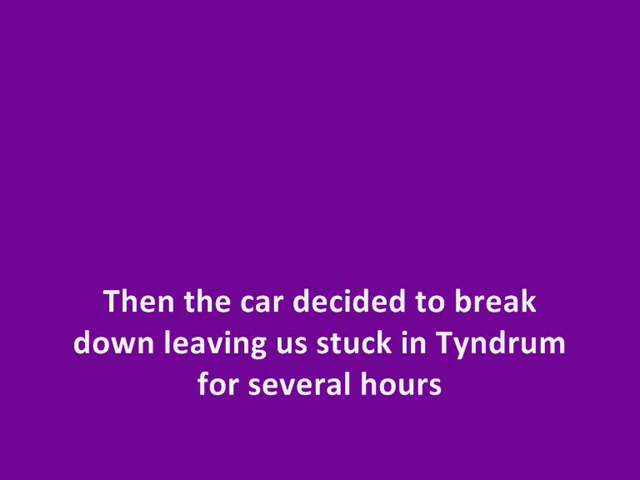 Then the car decided to break
down leaving us stuck in Tyndrum
for several hours